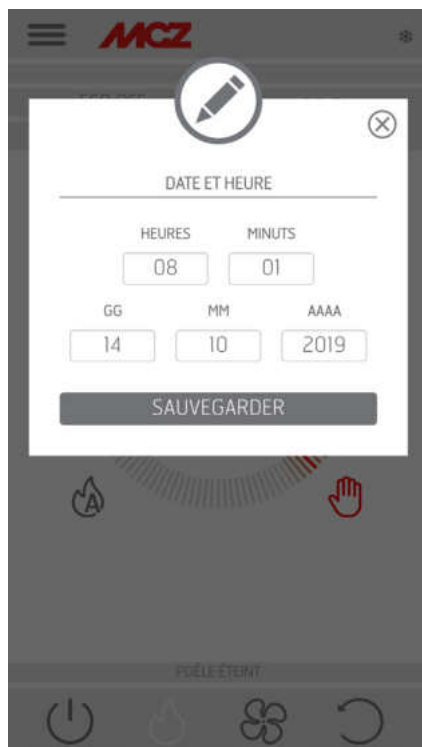 MCZ
DATE ET HEURE
HEURES MINUTS
08 01
GG MM AAAA
14 10 2019
SAUVEGARDER
A
POÊLE ÉTEINT